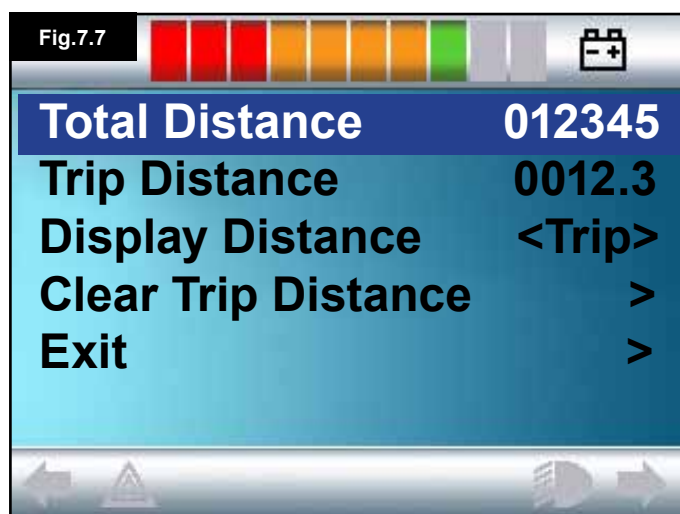 Fig.7.7
Total Distance 012345
Trip Distance 0012.3
Display Distance <Trip>
Clear Trip Distance >
Exit >